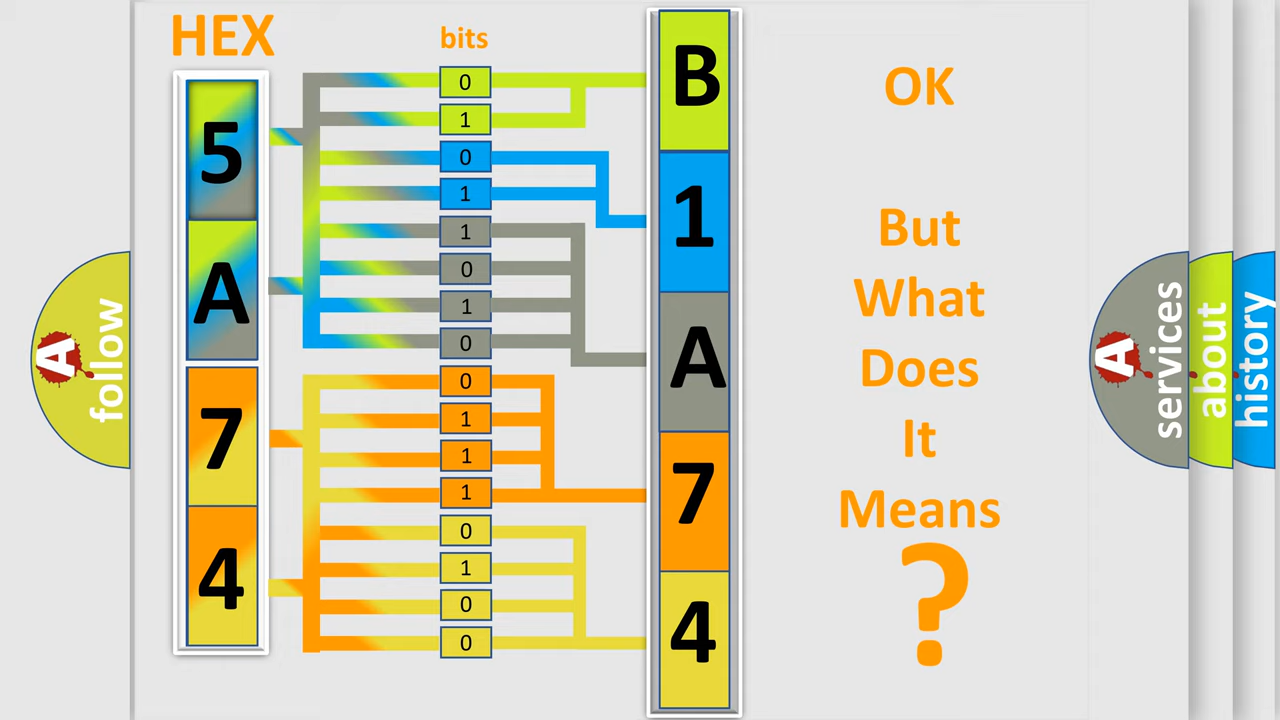 HEX
bits
5
A
7
4
0
1
0
1
1
0
1
0
0
1
1
1
0
1
0
0
B
1
A
7
4
OK
But
What
Does
It
Means
?
A
follow
A
services
about
history